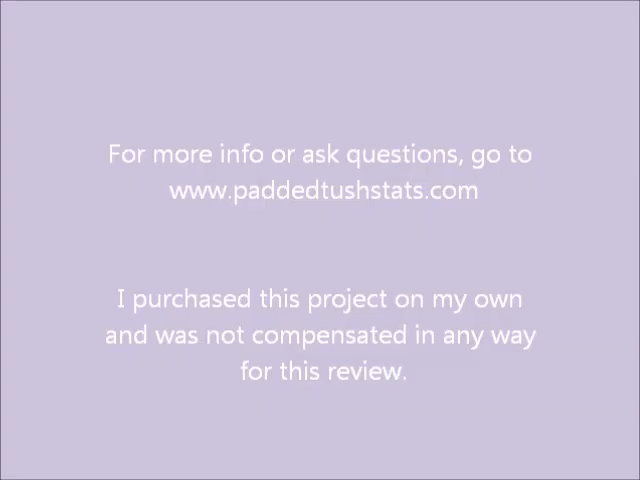 For more info or ask questions, go to
www.paddedtushstats.com
I purchased this project on my own
and was not compensated in any way
for this review.